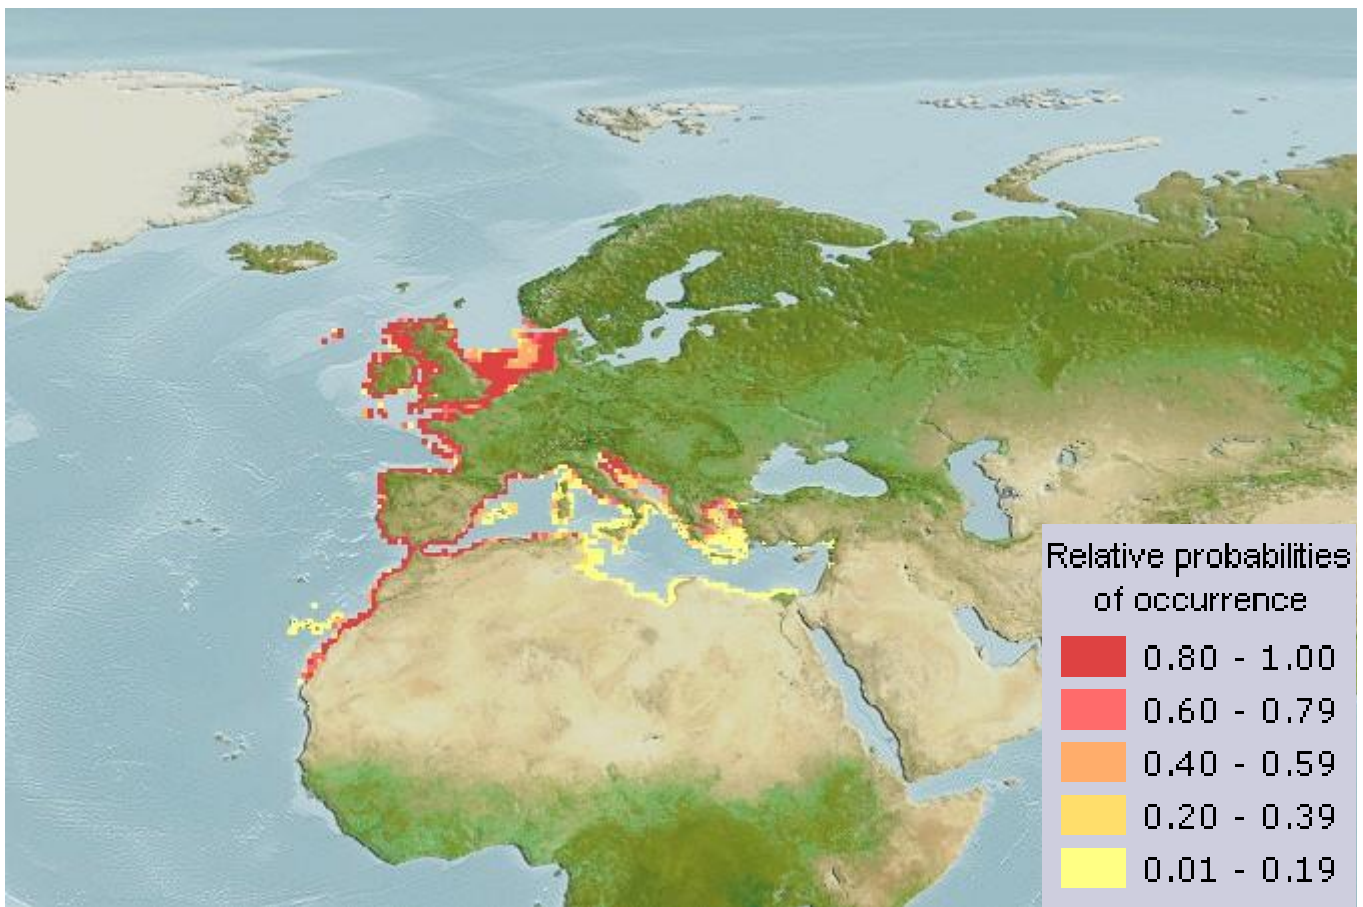 Relative probabilities
of occurrence
0.80 - 1.00
0.60 - 0.79
0.40 - 0.59
0.20 - 0.39
0.01 - 0.19